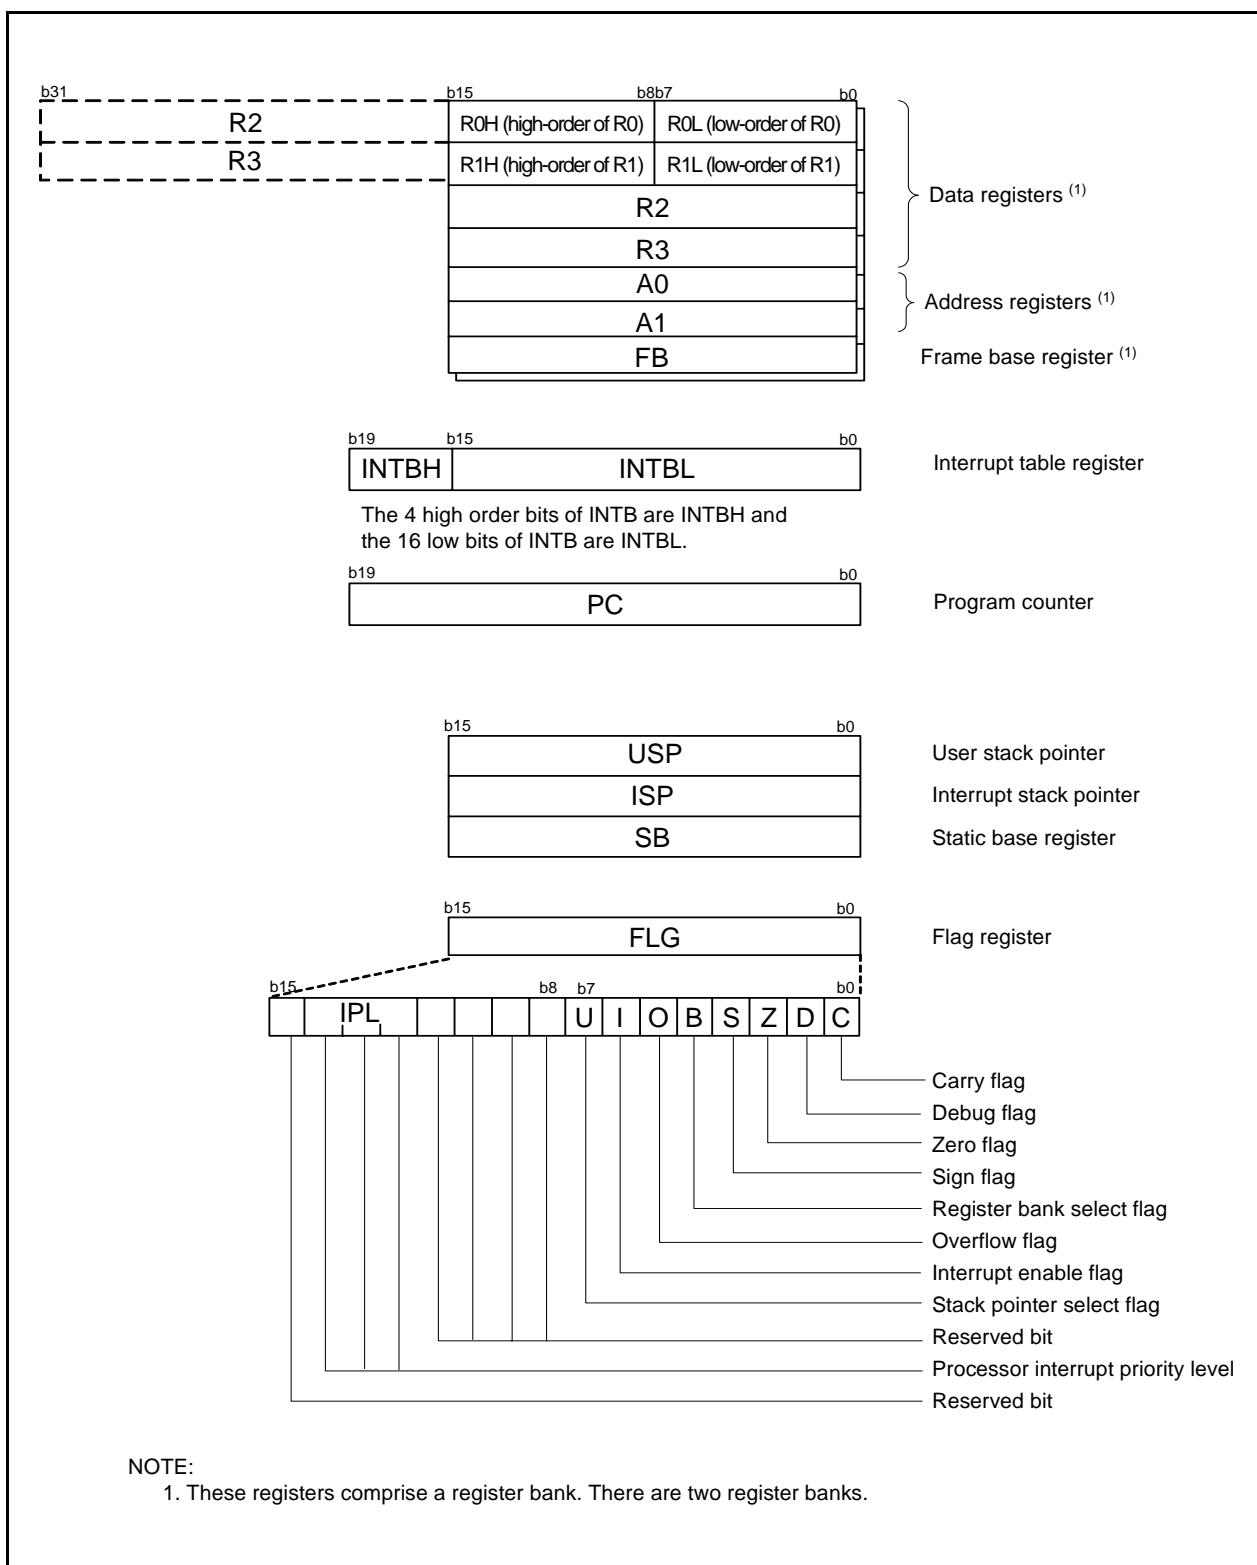 b31 b15 b8b7 b0
R2 R0H (high-order of R0) R0L (low-order of R0)
R3 R1H (high-order of R1) R1L (low-order of R1)
R2 Data registers (1)
R3
A0
Address registers (1)
A1
FB Frame base register (1)
b19 b15 b0
INTBH INTBL Interrupt table register
The 4 high order bits of INTB are INTBH and
the 16 low bits of INTB are INTBL.
b19 b0
PC Program counter
b15 b0
USP User stack pointer
ISP Interrupt stack pointer
SB Static base register
b15 b0
FLG Flag register
b15 b8 b7 b0
IPL U I O B S Z D C
Carry flag
Debug flag
Zero flag
Sign flag
Register bank select flag
Overflow flag
Interrupt enable flag
Stack pointer select flag
Reserved bit
Processor interrupt priority level
Reserved bit
NOTE:
1. These registers comprise a register bank. There are two register banks.